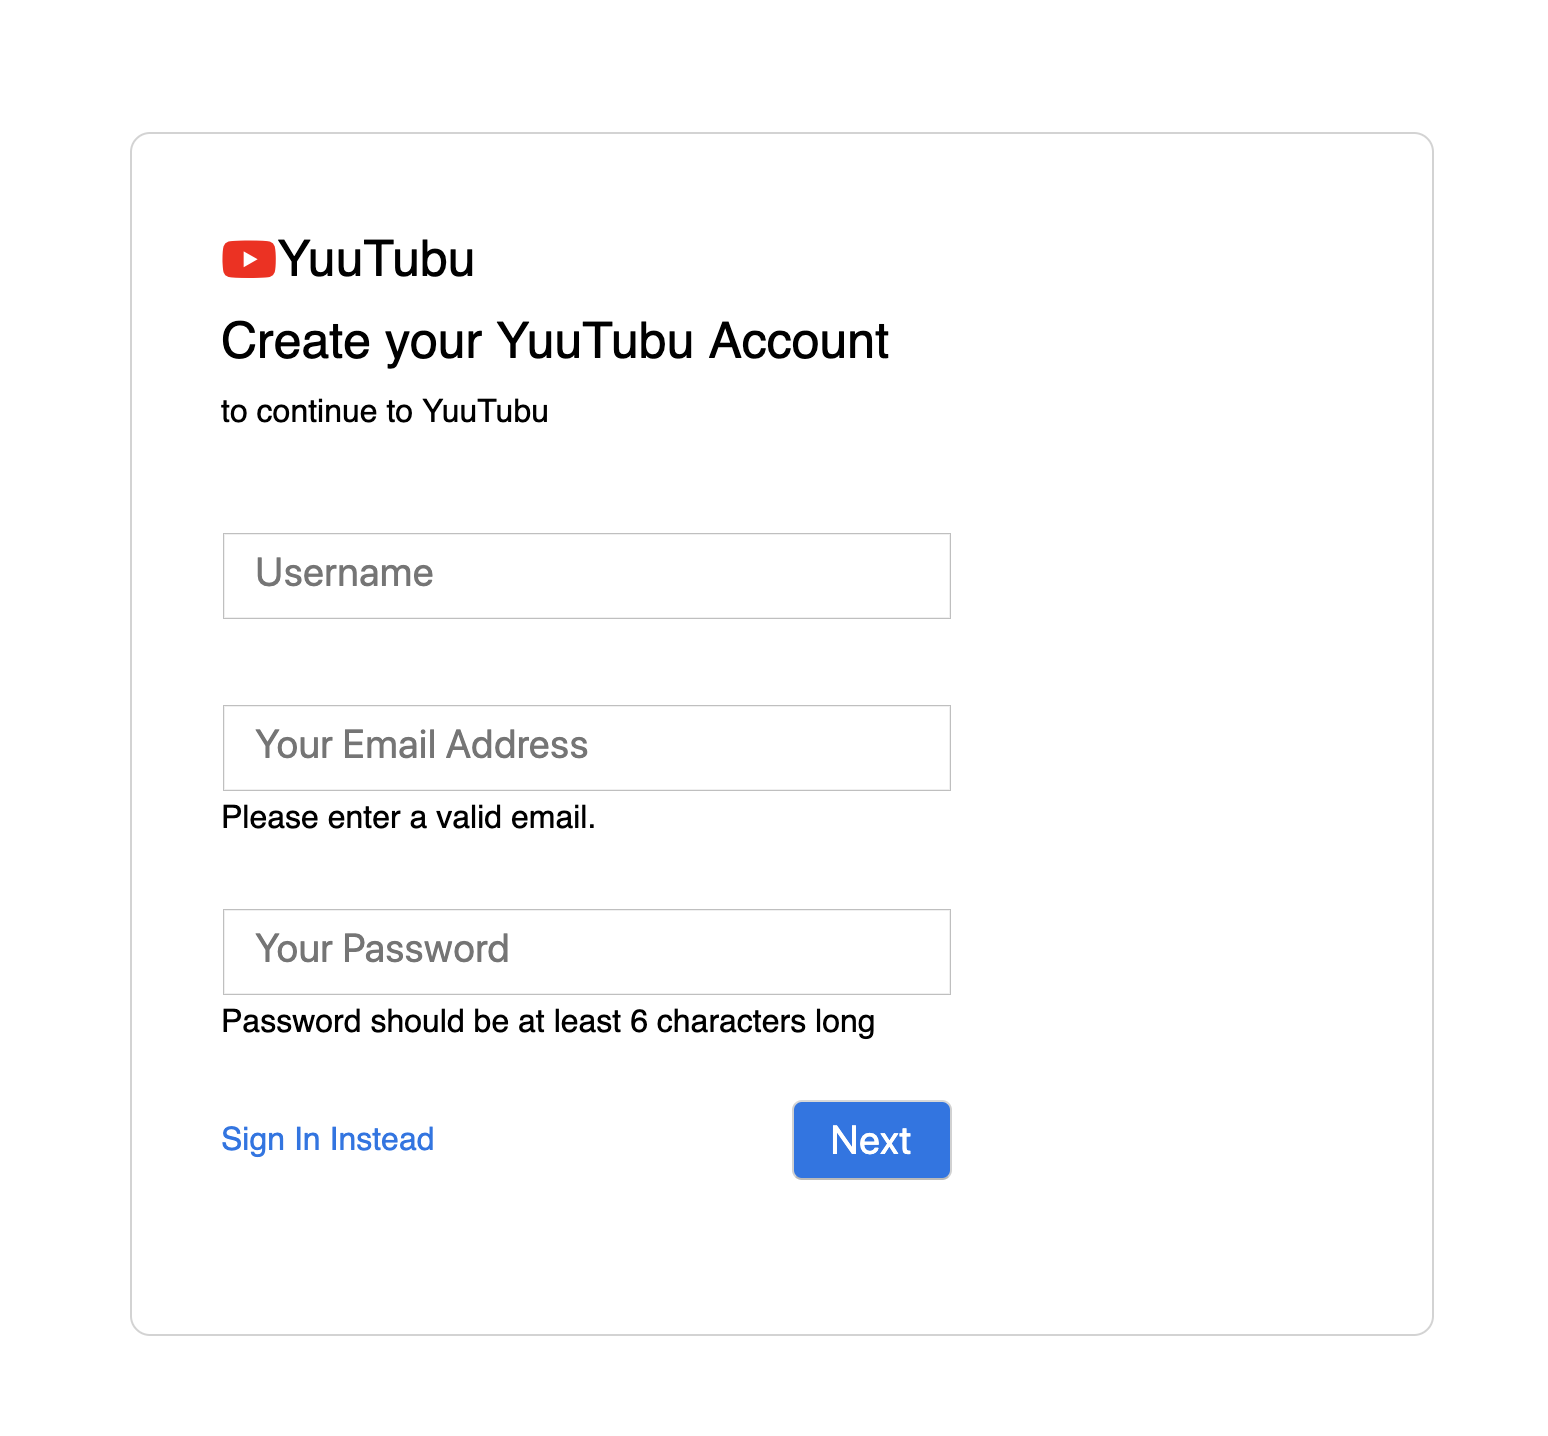 YuuTubu
Create your YuuTubu Account
to continue to YuuTubu
Username
Your Email Address
Please enter a valid email.
Your Password
Password should be at least 6 characters long
Sign In Instead
Next